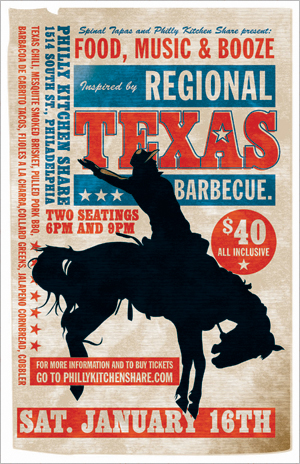 Spinal Tapas and Philly Kitchen Share present:
FOOD, MUSIC & BOOZE
Inspired by
REGIONAL
TEXAS
BARBECUE.
PHILLY KITCHEN SHARE
1514 SOUTH ST., PHILADELPHIA
TEXAS CHILI, MESQUITE SMOKED BRISKET, PULLED PORK BBQ,
BARBACOA DE CABRITO TACOS, FIJOLES A LA CHARRA,COLLARD GREENS, JALAPENO CORNBREAD, COBBLER
TWO SEATINGS
6PM AND 9PM
$40
ALL INCLUSIVE
FOR MORE INFORMATION AND TO BUY TICKETS
GO TO PHILLYKITCHENSHARE.COM
SAT. JANUARY 16TH